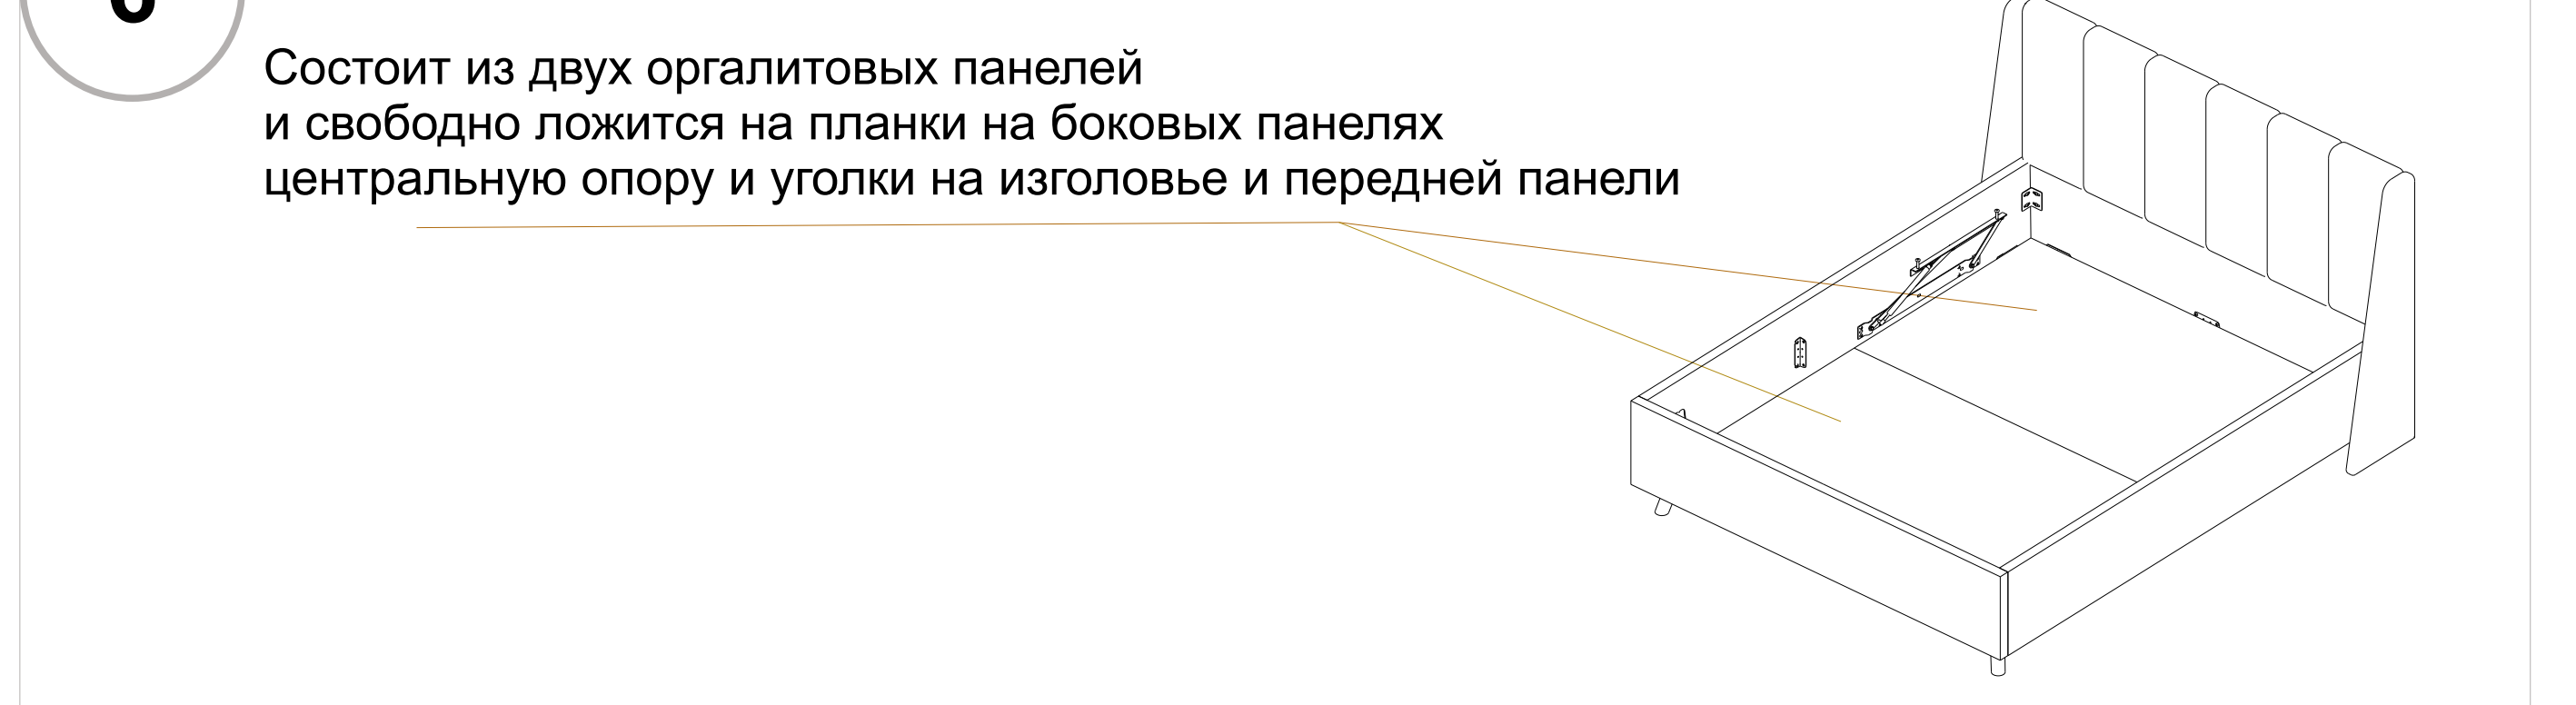 Состоит из двух оргалитовых панелей
и свободно ложится на планки на боковых панелях
центральную опору и уголки на изголовье и передней панели